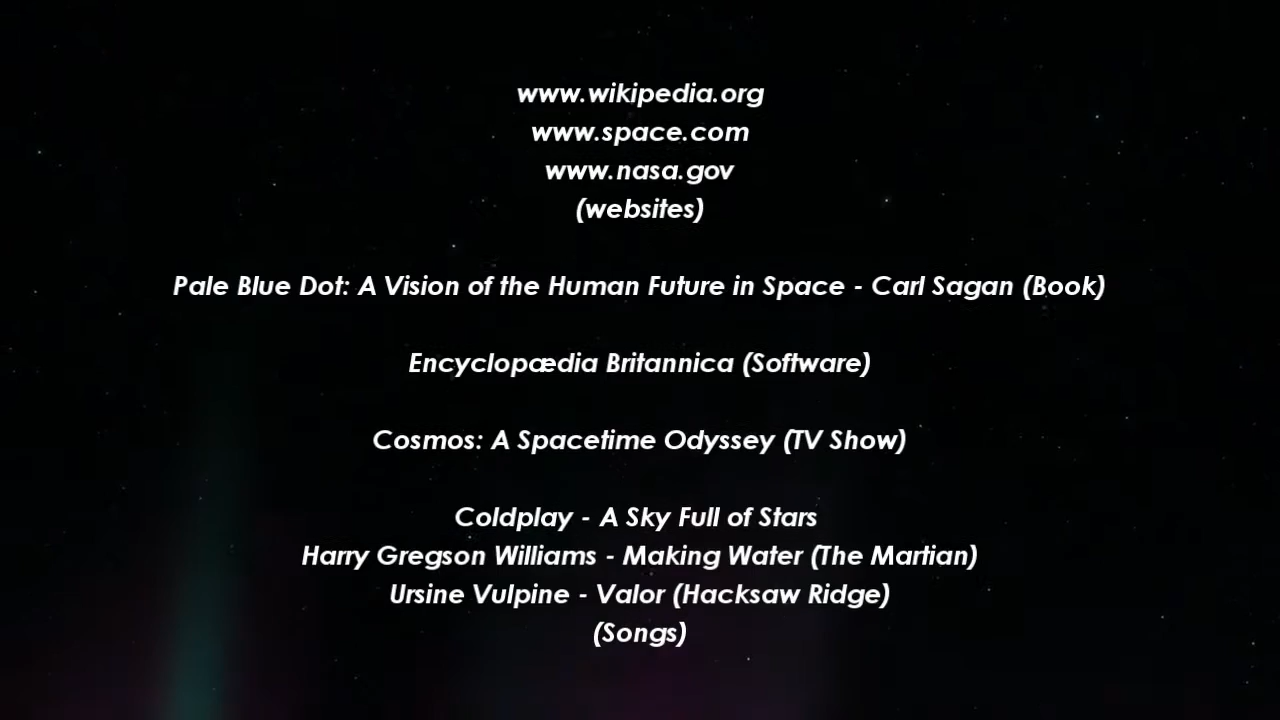 www.wikipedia.org
www.space.com
www.nasa.gov
(websites)
Pale Blue Dot: A Vision of the Human Future in Space - Carl Sagan (Book)
Encyclopædia Britannica (Software)
Cosmos: A Spacetime Odyssey (TV Show)
Coldplay - A Sky Full of Stars
Harry Gregson Williams - Making Water (The Martian)
Ursine Vulpine - Valor (Hacksaw Ridge)
(Songs)